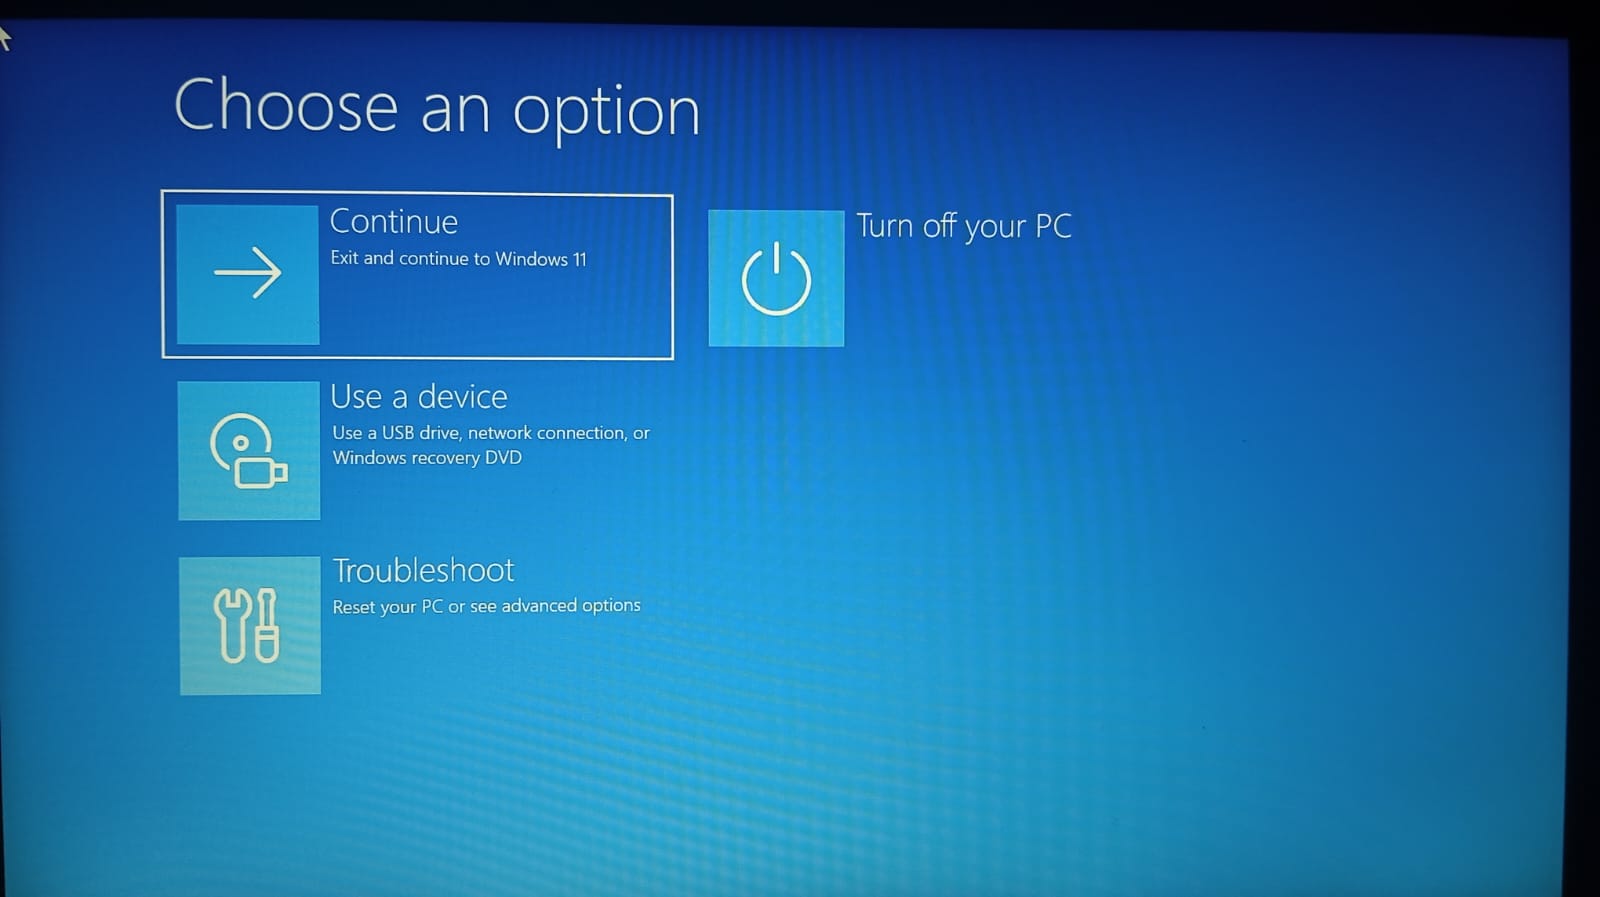 Choose an option
Continue
Exit and continue to Windows 11
Turn off your PC
Use a device
Use a USB drive, network connection, or
Windows recovery DVD
Troubleshoot
Reset your PC or see advanced options